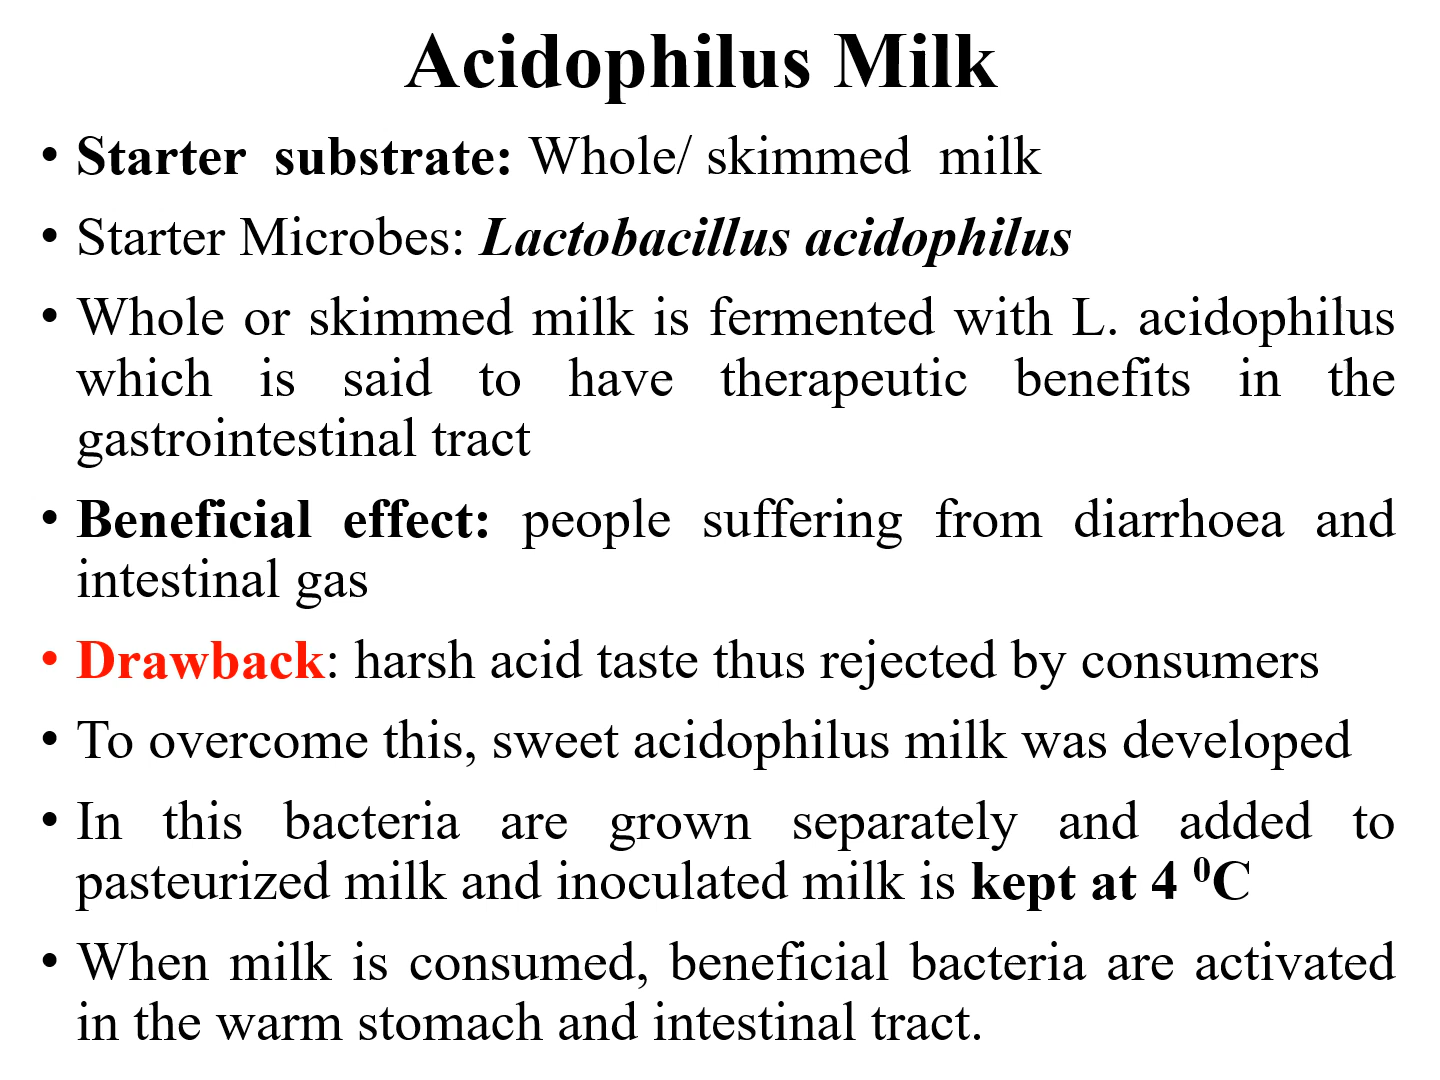 Acidophilus Milk
• Starter substrate: Whole/ skimmed milk
• Starter Microbes: Lactobacillus acidophilus
• Whole or skimmed milk is fermented with L. acidophilus
which is said to have therapeutic benefits in the
gastrointestinal tract
• Beneficial effect: people suffering from diarrhoea and
intestinal gas
• Drawback: harsh acid taste thus rejected by consumers
• To overcome this, sweet acidophilus milk was developed
• In this bacteria are grown separately and added to
pasteurized milk and inoculated milk is kept at 4 ⁰C
• When milk is consumed, beneficial bacteria are activated
in the warm stomach and intestinal tract.